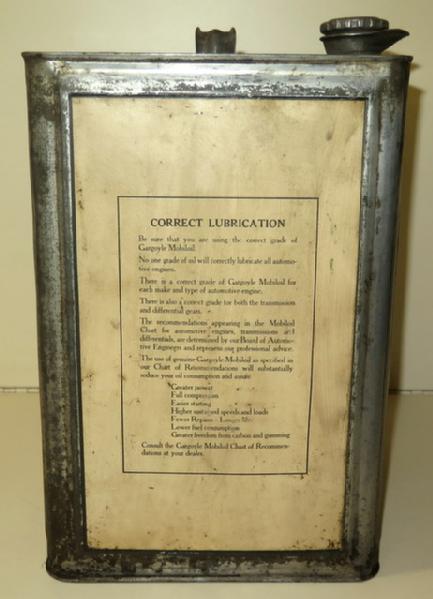 CORRECT LUBRICATION
Be sure that you are using the correct grade of
Gargoyle Mobiloil.
No one grade of oil will correctly lubricate all automo-
tive engines.
There is a correct grade of Gargoyle Mobiloil for
each make and type of automotive engine.
There is also a correct grade for both the transmission
and differential gears.
The recommendations appearing in the Mobiloil
Chart for automotive engines, transmissions and
differentials, are determined by our Board of Automo-
tive Engineers and represent our professional advice.
The use of genuine Gargoyle Mobiloil as specified in
our Chart of Recommendations will substantially
reduce your oil consumption and assure
Greater power
Full compression
Easier starting
Higher sustained speeds and loads
Fewer Repairs - Longer life
Lower fuel consumption
Greater freedom from carbon and gumming
Consult the Gargoyle Mobiloil Chart of Recommen-
dations at your dealer.